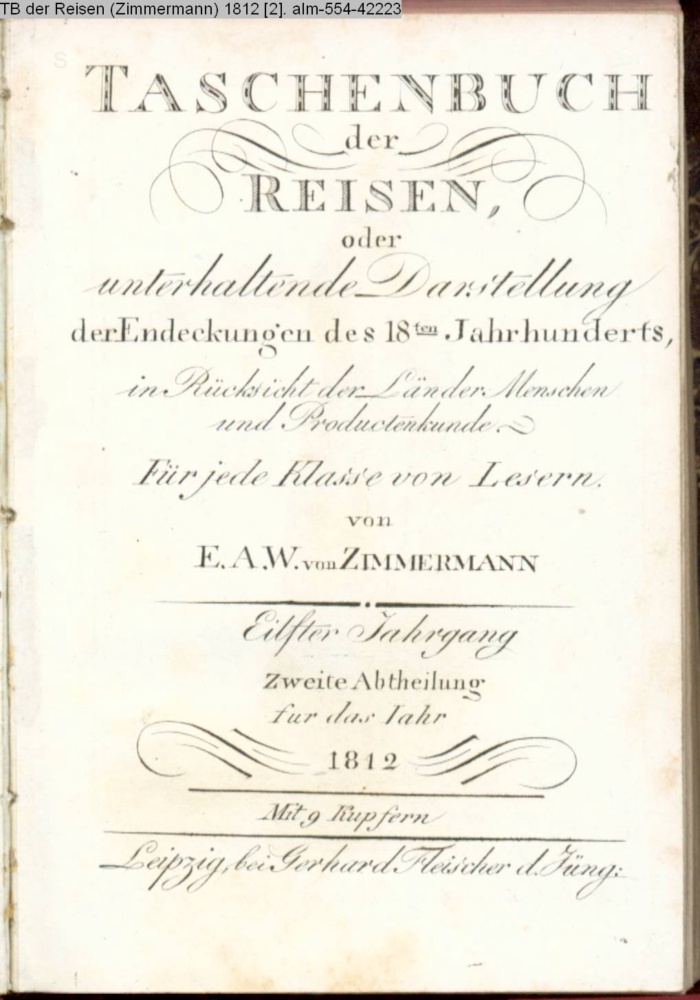 TB der Reisen (Zimmermann) 1812 [2]. alm-554-42223
TASCHENBUCH
der
REISEN,
oder
unterhaltende Darstellung
der Endeckungen des 18ten Jahrhunderts,
in Rücksicht der Länder Menschen
und Productenkunde.
Für jede Klasse von Lesern.
von
E. A. W. von ZIMMERMANN
Eilfter Jahrgang
Zweite Abtheilung
fur das Iahr
1812
Mit 9 Kupfern
Leipzig, bei Gerhard Fleischer d. Jüng: